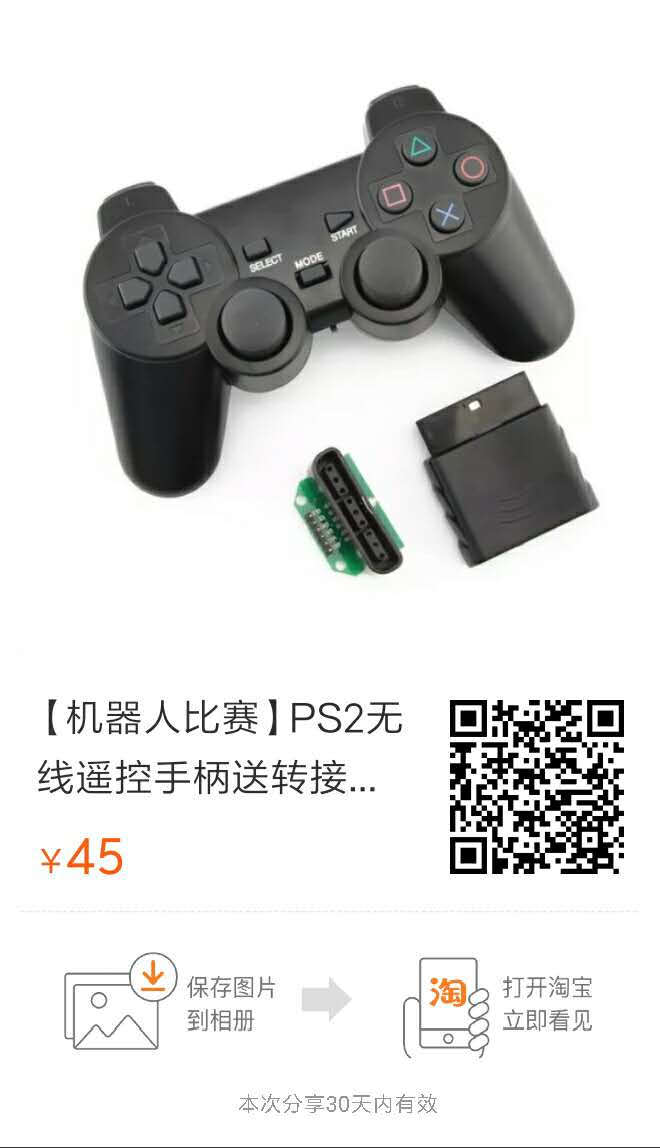 SELECT
MODE
START
【机器人比赛】PS2无
线遥控手柄送转接...
¥45
保存图片
到相册
淘
打开淘宝
立即看见
本次分享30天内有效